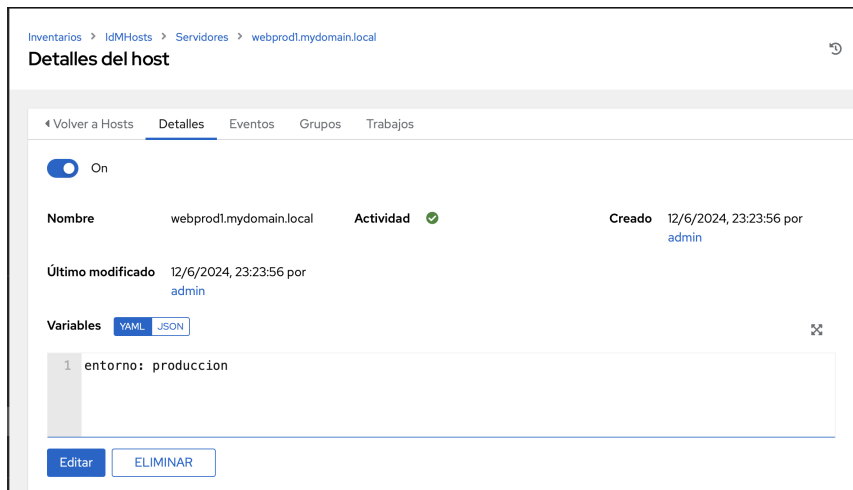 Inventarios > IdMHosts > Servidores > webprod1.mydomain.local
Detalles del host
Volver a Hosts Detalles Eventos Grupos Trabajos
On
Nombre webprod1.mydomain.local Actividad Creado 12/6/2024, 23:23:56 por
admin
Último modificado 12/6/2024, 23:23:56 por
admin
Variables YAML JSON
1 entorno: produccion
Editar ELIMINAR